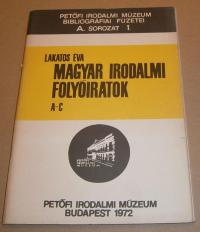 PETŐFI IRODALMI MÚZEUM
BIBLIOGRÁFIAI FÜZETEI
A. SOROZAT 1.
LAKATOS ÉVA
MAGYAR IRODALMI
FOLYÓIRATOK
A-C
PETŐFI IRODALMI MÚZEUM
BUDAPEST 1972